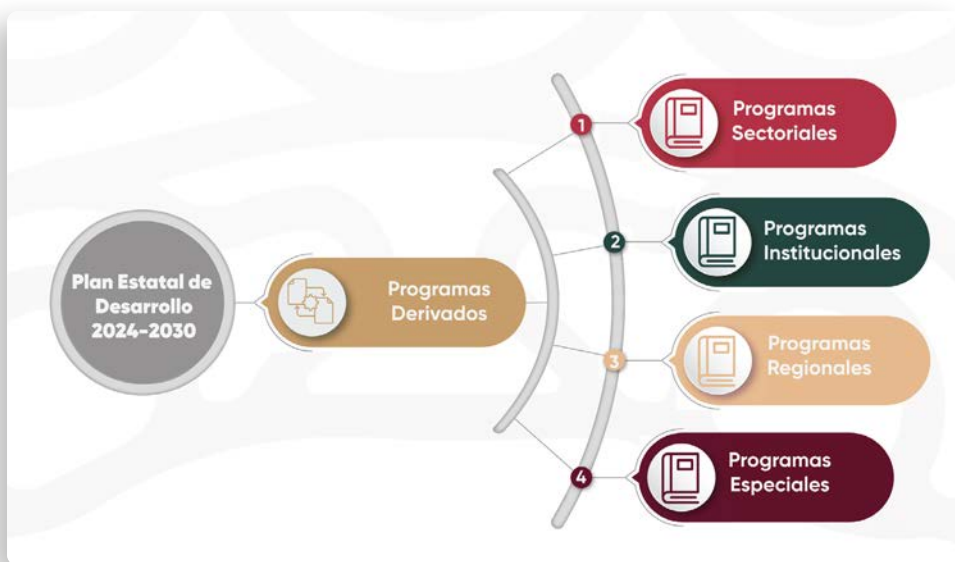 Plan Estatal de
Desarrollo
2024-2030
Programas
Derivados
1
Programas
Sectoriales
2
Programas
Institucionales
3
Programas
Regionales
4
Programas
Especiales